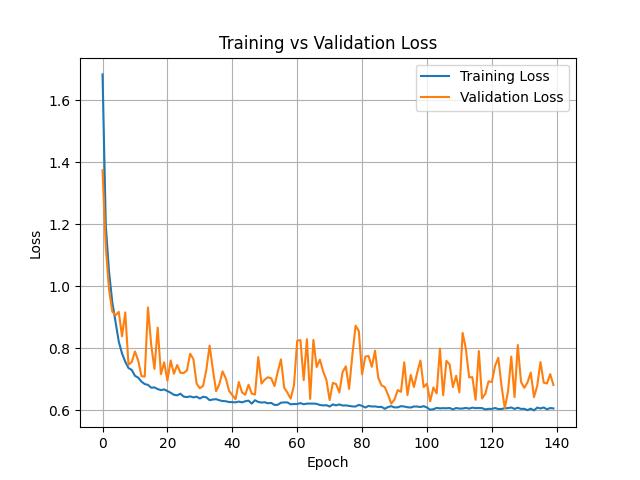 Training vs Validation Loss
Training Loss
Validation Loss
1.6
1.4
1.2
1.0
0.8
0.6
Loss
0 20 40 60 80 100 120 140
Epoch